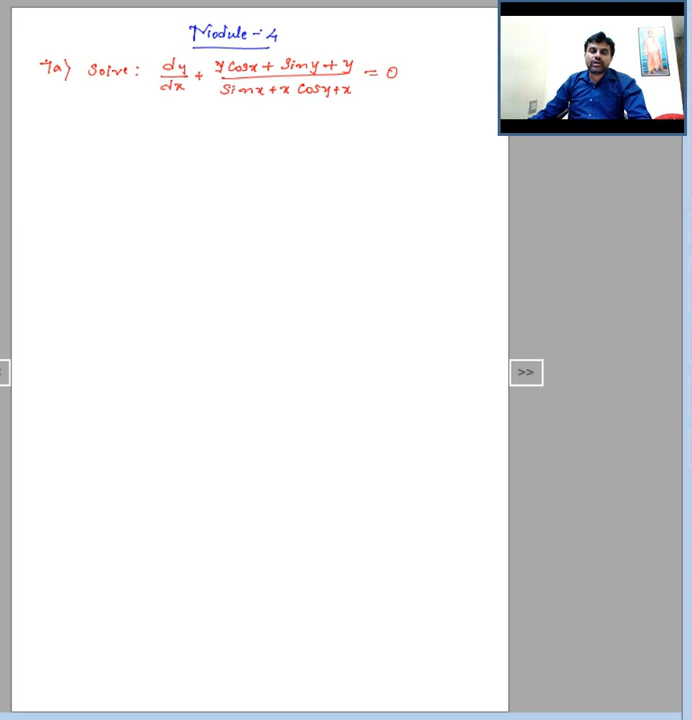 Module - 4
7a) Solve : dy/dx + (y cosx + siny + y)/(sinx + x cosy + x) = 0
>>